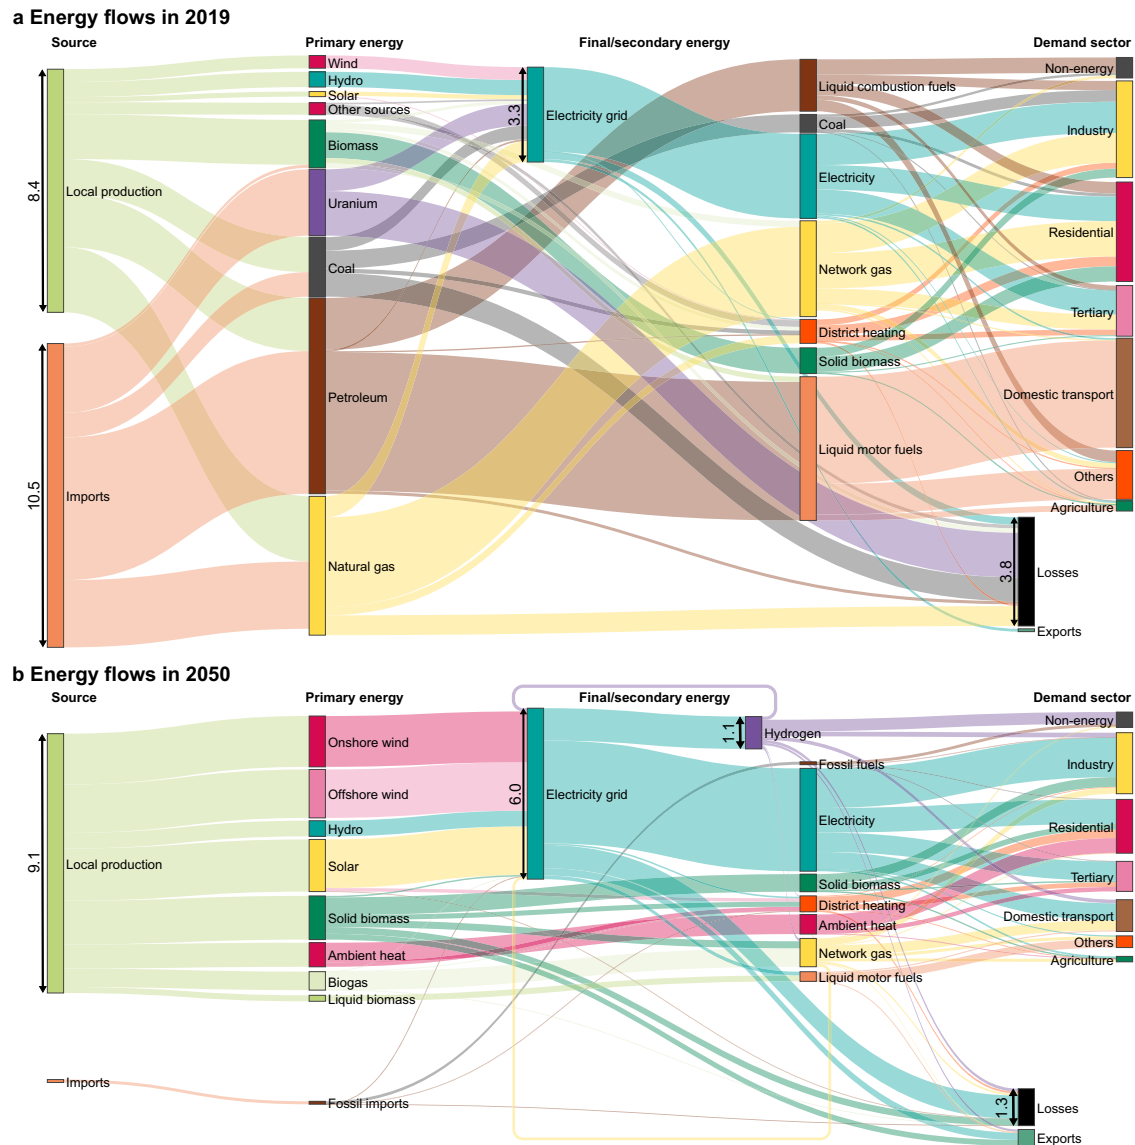 a Energy flows in 2019
Source
Primary energy
Final/secondary energy
Demand sector
8.4
Local production
10.5
Imports
Wind
Hydro
Solar
Other sources
Biomass
Uranium
Coal
Petroleum
Natural gas
3.3
Electricity grid
Liquid combustion fuels
Coal
Electricity
Network gas
District heating
Solid biomass
Liquid motor fuels
Non-energy
Industry
Residential
Tertiary
Domestic transport
Others
Agriculture
3.8
Losses
Exports
b Energy flows in 2050
Source
Primary energy
Final/secondary energy
Demand sector
9.1
Local production
Imports
Onshore wind
Offshore wind
Hydro
Solar
Solid biomass
Ambient heat
Biogas
Liquid biomass
Fossil imports
6.0
Electricity grid
1.1
Hydrogen
Fossil fuels
Electricity
Solid biomass
District heating
Ambient heat
Network gas
Liquid motor fuels
Non-energy
Industry
Residential
Tertiary
Domestic transport
Others
Agriculture
1.3
Losses
Exports